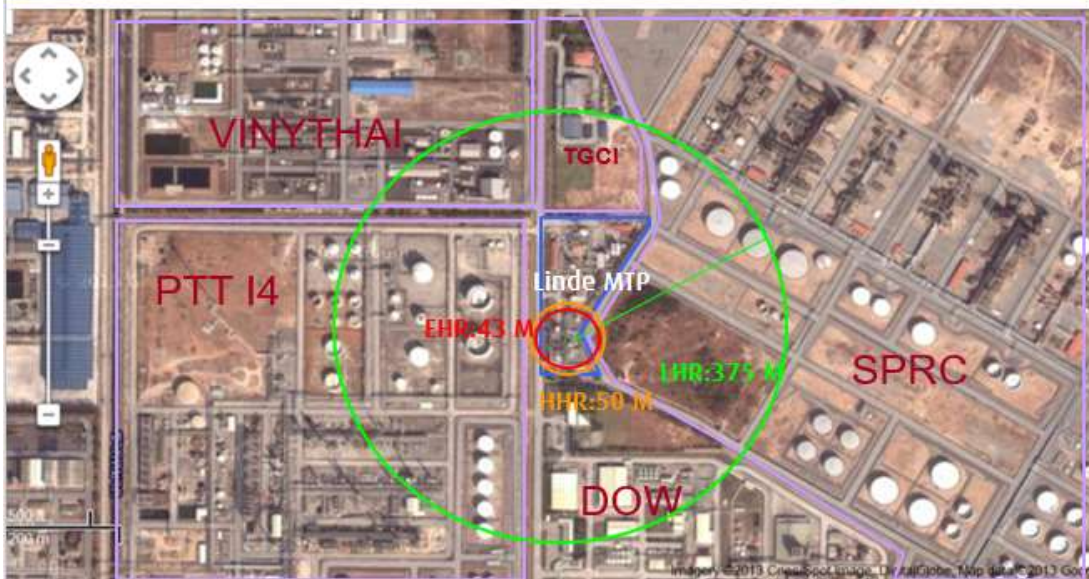 VINYTHAI
TGCI
Linde MTP
PTT I4
EHR:43 M
LHR:375 M
SPRC
HHR:50 M
DOW
500 ft
200 m
Imagery ©2013 Cnes/Spot Image, DigitalGlobe, Map data ©2013 Goo